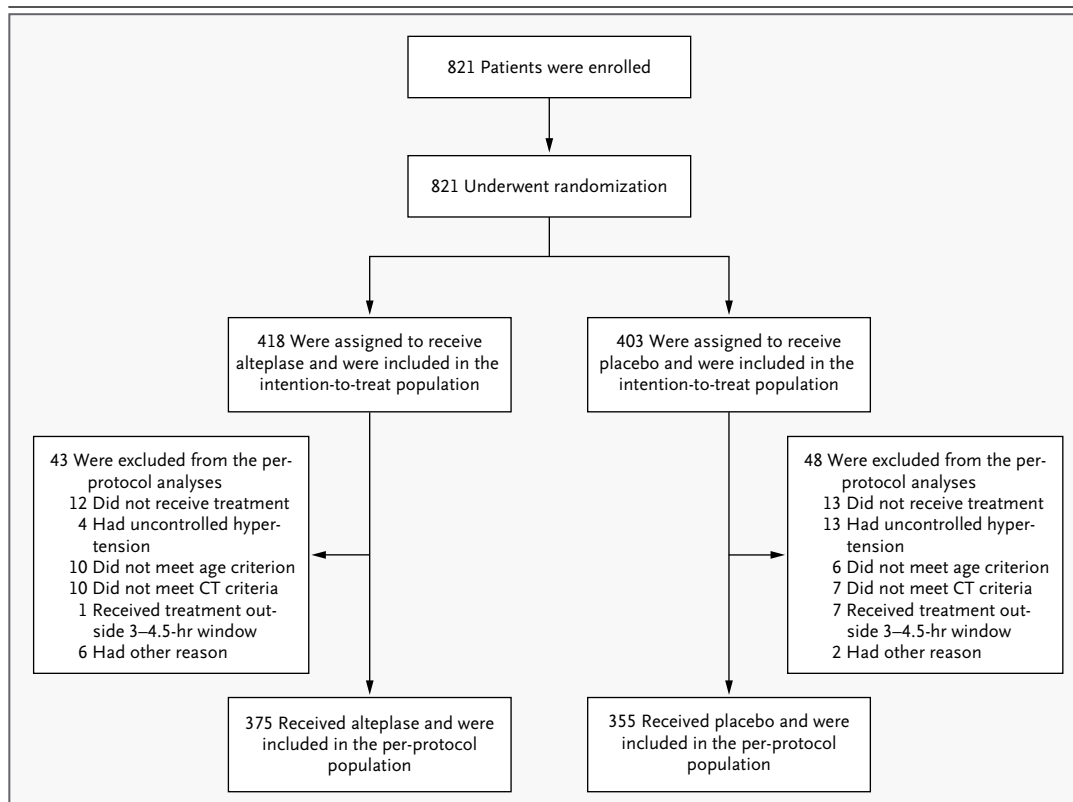 821 Patients were enrolled
821 Underwent randomization
418 Were assigned to receive
alteplase and were included in the
intention-to-treat population
403 Were assigned to receive
placebo and were included in the
intention-to-treat population
43 Were excluded from the per-
protocol analyses
12 Did not receive treatment
4 Had uncontrolled hyper-
tension
10 Did not meet age criterion
10 Did not meet CT criteria
1 Received treatment out-
side 3–4.5-hr window
6 Had other reason
48 Were excluded from the per-
protocol analyses
13 Did not receive treatment
13 Had uncontrolled hyper-
tension
6 Did not meet age criterion
7 Did not meet CT criteria
7 Received treatment out-
side 3–4.5-hr window
2 Had other reason
375 Received alteplase and were
included in the per-protocol
population
355 Received placebo and were
included in the per-protocol
population